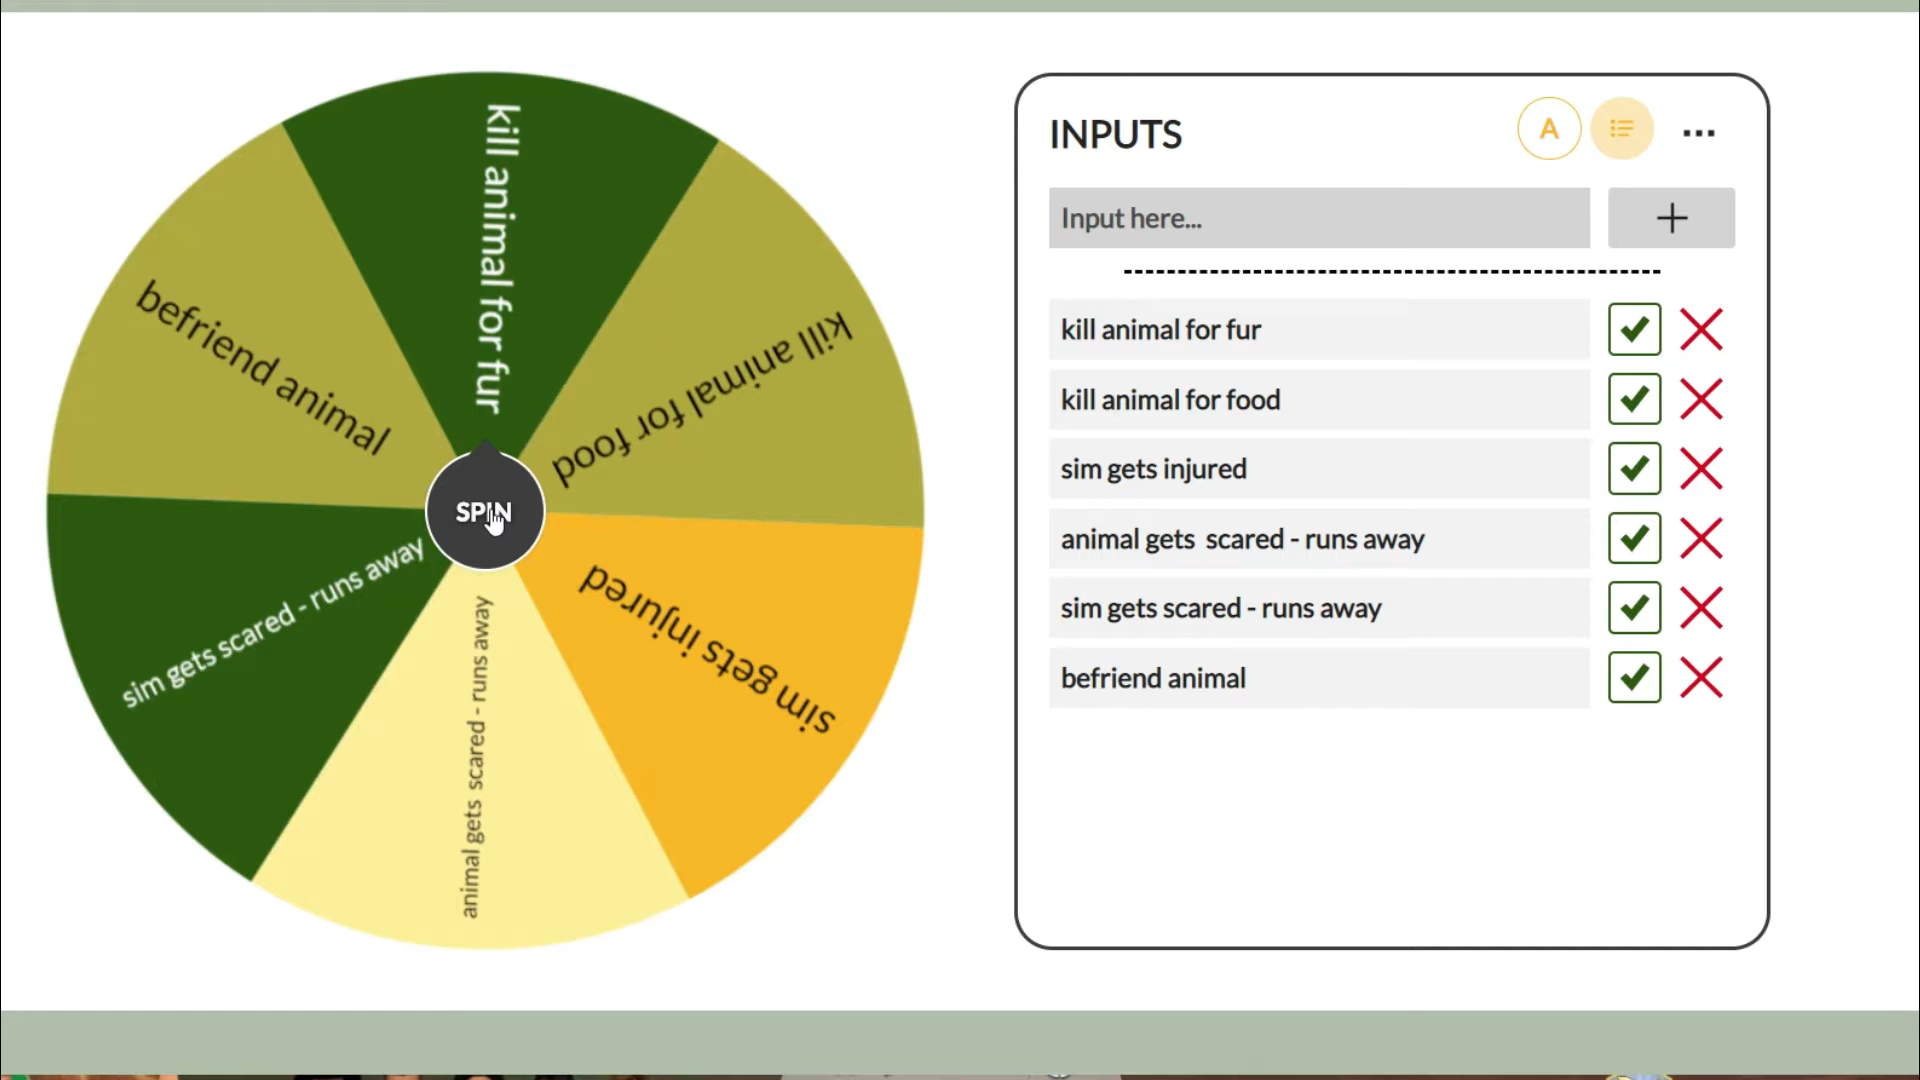 kill animal for fur
kill animal for food
befriend animal
SPIN
sim gets scared - runs away
sim gets injured
animal gets  scared - runs away
INPUTS
A
...
Input here...
+
kill animal for fur
kill animal for food
sim gets injured
animal gets  scared - runs away
sim gets scared - runs away
befriend animal